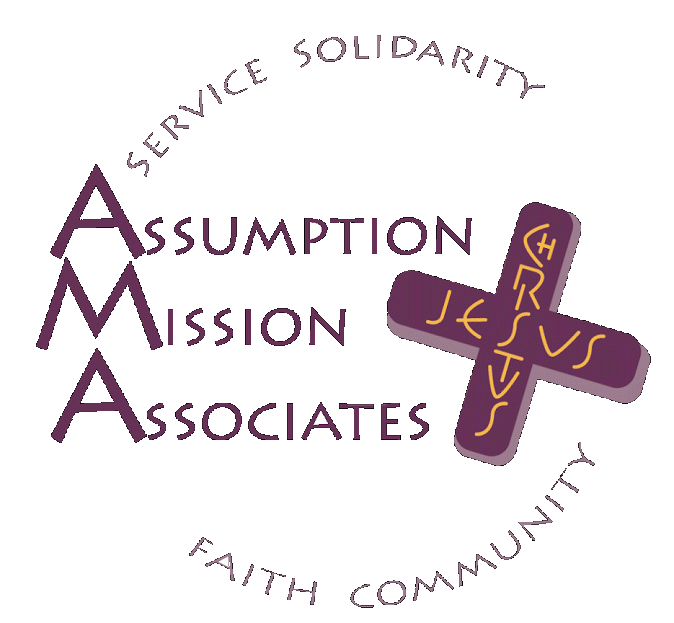 SERVICE SOLIDARITY
ASSUMPTION
MISSION
ASSOCIATES
JESUS
CHRISTUS
FAITH COMMUNITY